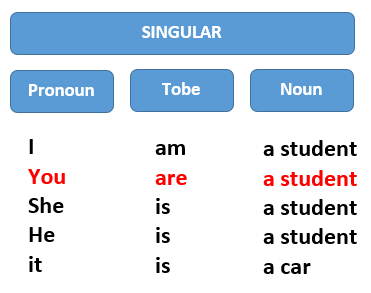 SINGULAR
Pronoun Tobe Noun
I am a student
You are a student
She is a student
He is a student
it is a car